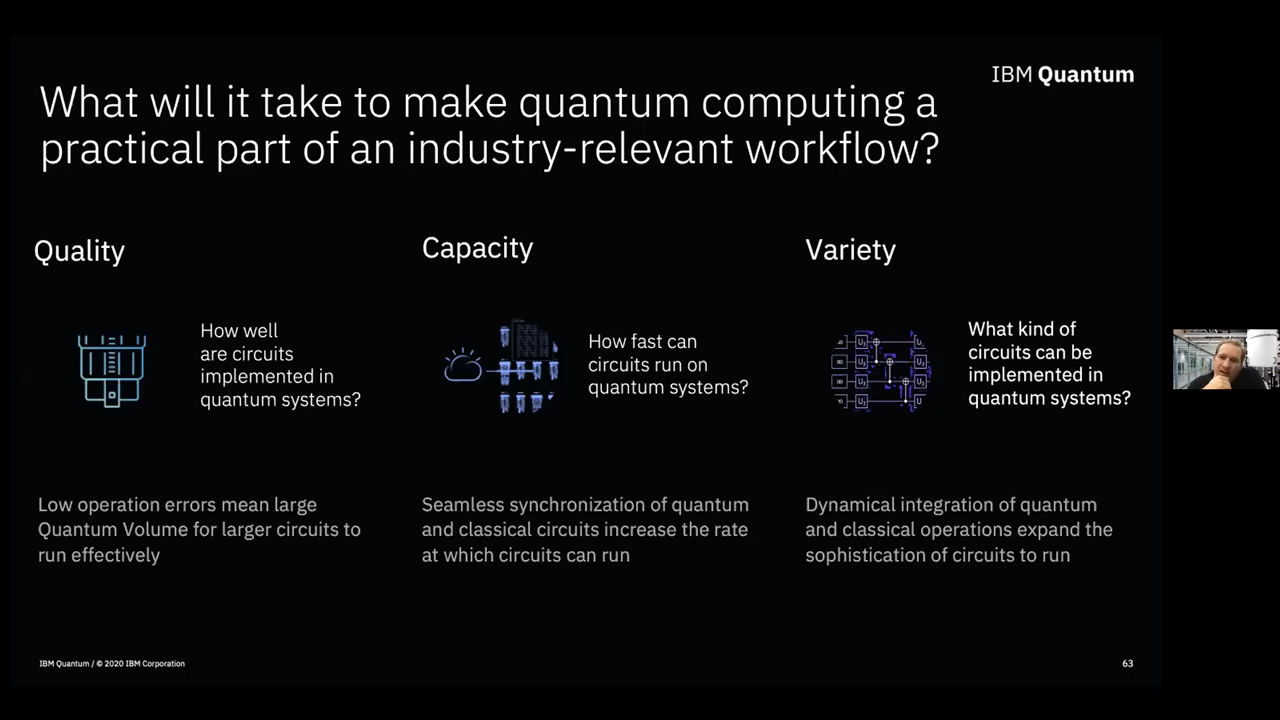 IBM Quantum
What will it take to make quantum computing a
practical part of an industry-relevant workflow?
Quality
How well
are circuits
implemented in
quantum systems?
Low operation errors mean large
Quantum Volume for larger circuits to
run effectively
Capacity
How fast can
circuits run on
quantum systems?
Seamless synchronization of quantum
and classical circuits increase the rate
at which circuits can run
Variety
What kind of
circuits can be
implemented in
quantum systems?
Dynamical integration of quantum
and classical operations expand the
sophistication of circuits to run
IBM Quantum / © 2020 IBM Corporation
63